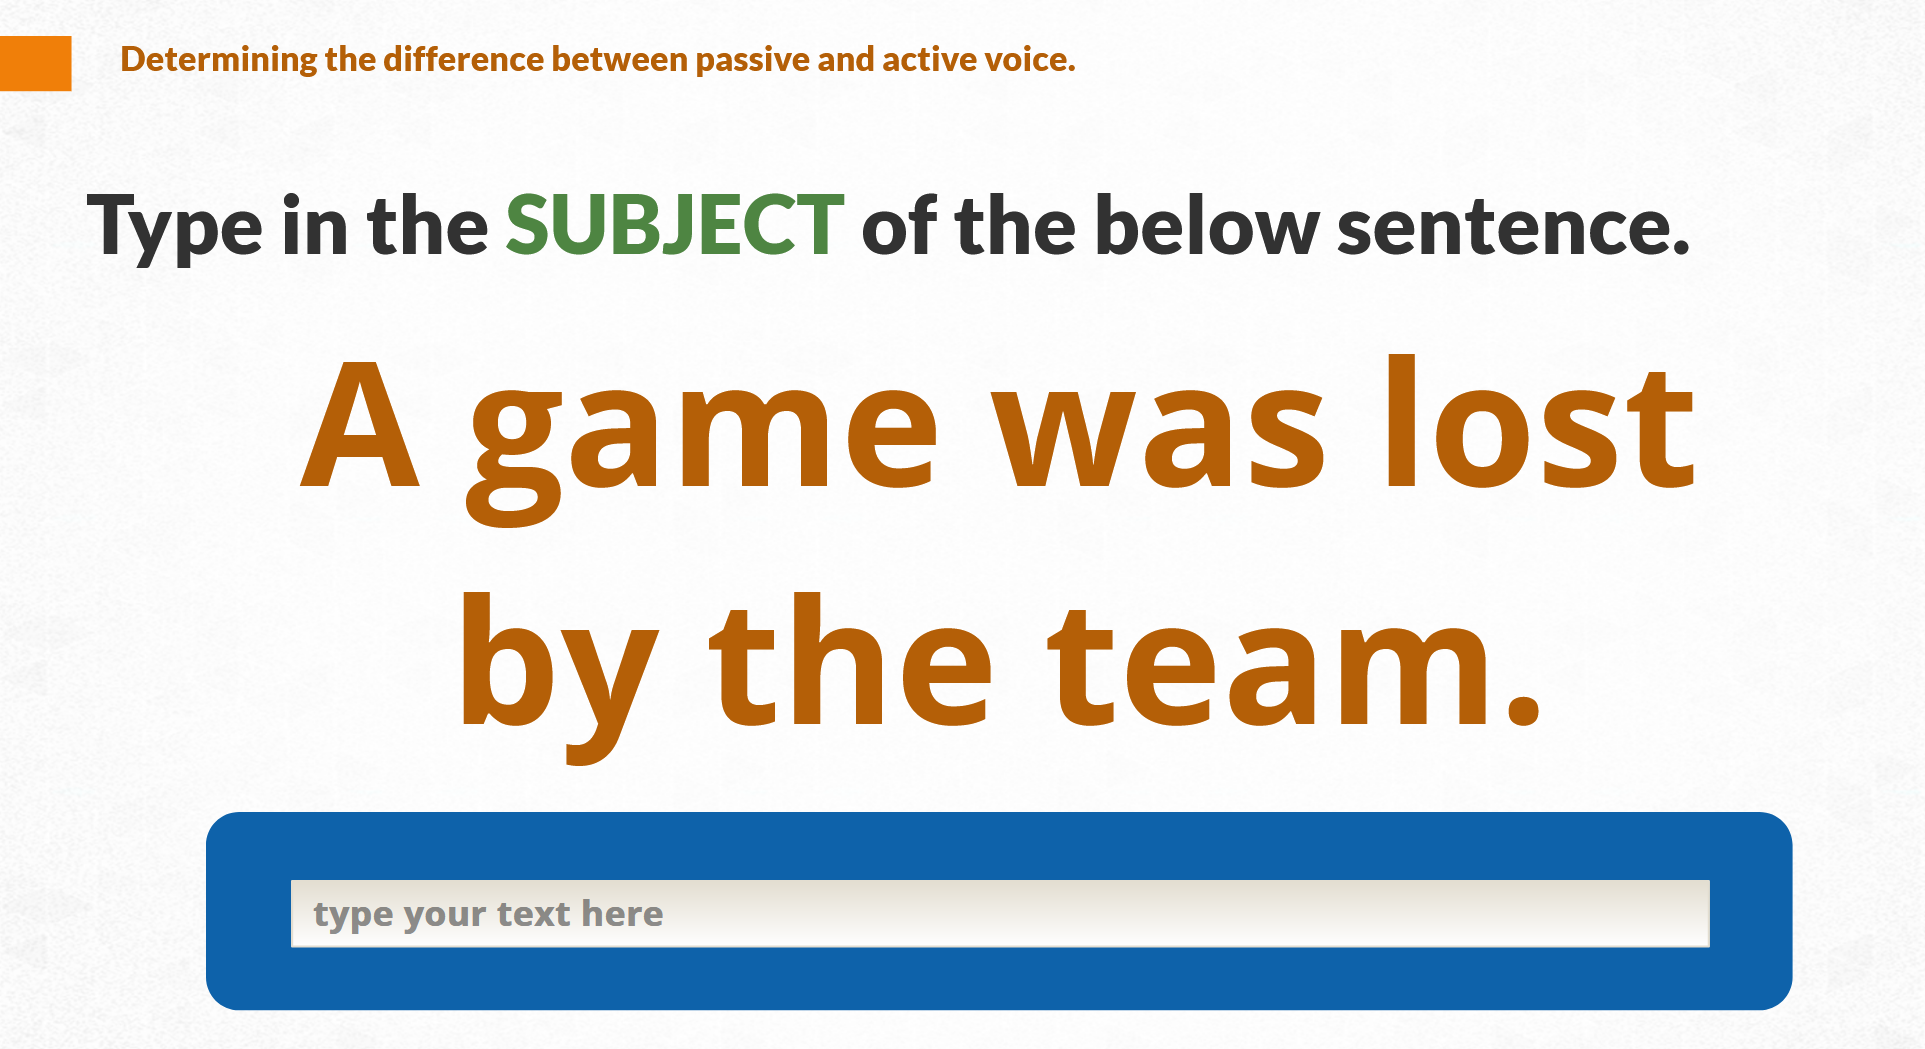 Determining the difference between passive and active voice.
Type in the SUBJECT of the below sentence.
A game was lost
by the team.
type your text here